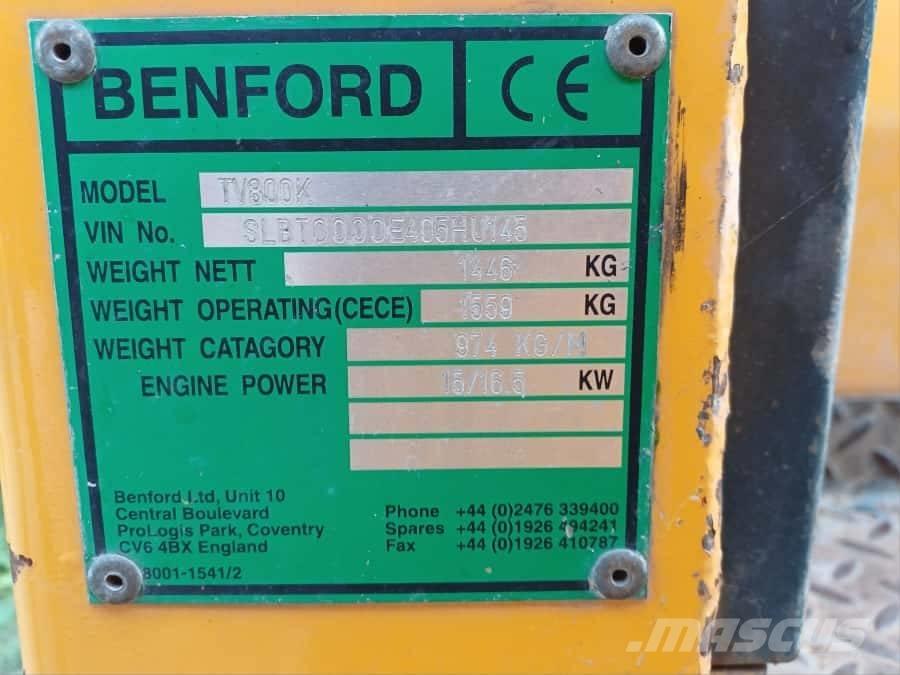 BENFORD CE
MODEL TV800K
VIN No. SLBT0000E405HU145
WEIGHT NETT 1446 KG
WEIGHT OPERATING(CECE) 1559 KG
WEIGHT CATAGORY 974 KG/M
ENGINE POWER 15/16.5 KW
Benford Ltd, Unit 10
Central Boulevard
ProLogis Park, Coventry
CV6 4BX England
Phone +44 (0)2476 339400
Spares +44 (0)1926 494241
Fax +44 (0)1926 410787
8001-1541/2
MASCUS